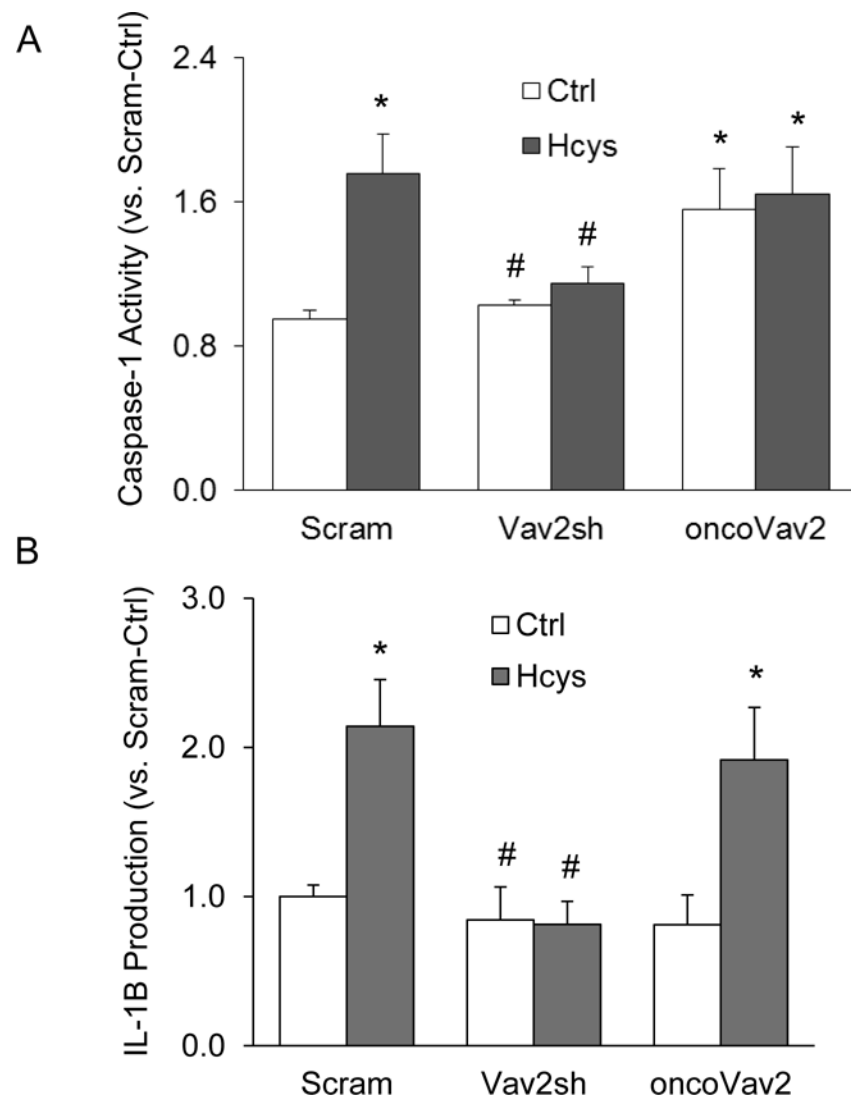 A
Caspase-1 Activity (vs. Scram-Ctrl)
2.4
1.6
0.8
0.0
Ctrl
Hcys
*
#
#
*
*
Scram
Vav2sh
oncoVav2
B
IL-1B Production (vs. Scram-Ctrl)
3.0
2.0
1.0
0.0
Ctrl
Hcys
*
#
#
*
Scram
Vav2sh
oncoVav2